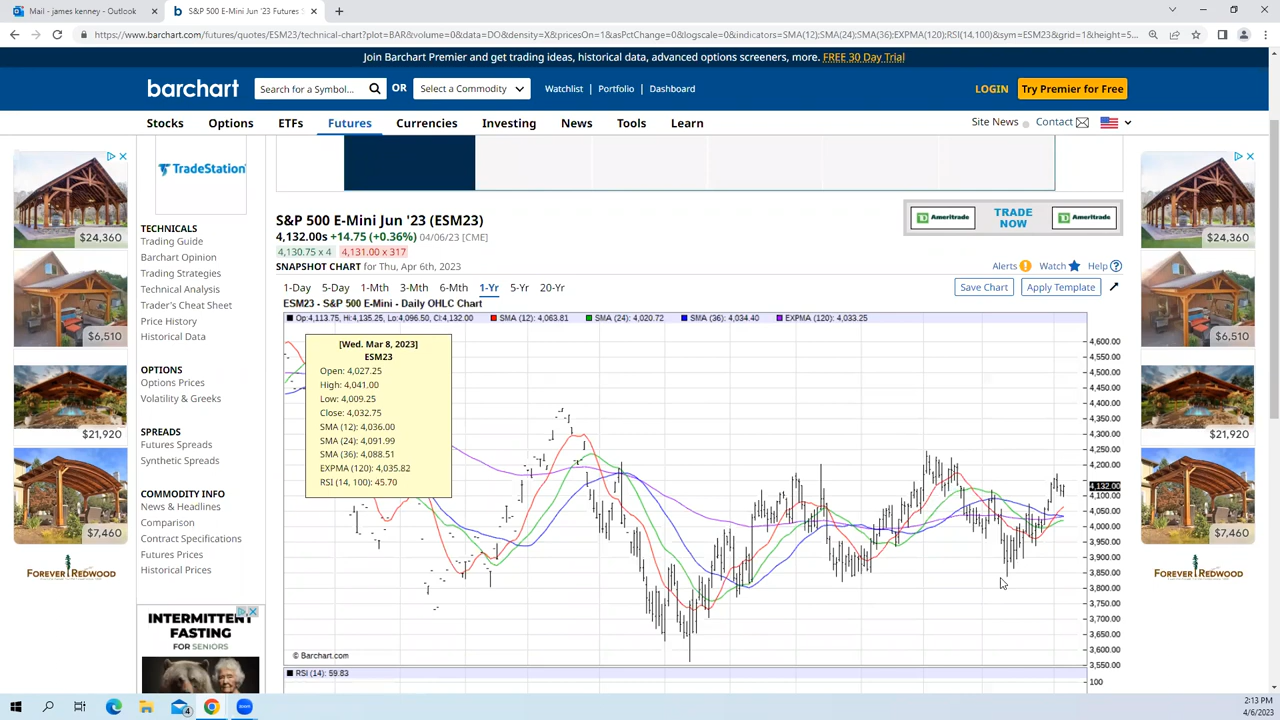 Mail - james kenney - Outlook
S&P 500 E-Mini Jun '23 Futures S
https://www.barchart.com/futures/quotes/ESM23/technical-chart?plot=BAR&volume=0&data=DO&density=X&pricesOn=1&asPctChange=0&logscale=0&indicators=SMA(12);SMA(24);SMA(36);EXPMA(120);RSI(14,100)&sym=ESM23&grid=1&height=5...
Join Barchart Premier and get trading ideas, historical data, advanced options screeners, more. FREE 30 Day Trial
barchart
Search for a Symbol...
OR
Select a Commodity
Watchlist
Portfolio
Dashboard
LOGIN
Try Premier for Free
Stocks
Options
ETFs
Futures
Currencies
Investing
News
Tools
Learn
Site News
Contact
TradeStation
$24,360
$6,510
$21,920
$7,460
FOREVER REDWOOD
TECHNICALS
Trading Guide
Barchart Opinion
Trading Strategies
Technical Analysis
Trader's Cheat Sheet
Price History
Historical Data
OPTIONS
Options Prices
Volatility & Greeks
SPREADS
Futures Spreads
Synthetic Spreads
COMMODITY INFO
News & Headlines
Comparison
Contract Specifications
Futures Prices
Historical Prices
INTERMITTENT
FASTING
FOR SENIORS
S&P 500 E-Mini Jun '23 (ESM23)
4,132.00s +14.75 (+0.36%) 04/06/23 [CME]
4,130.75 x 4 4,131.00 x 317
SNAPSHOT CHART for Thu, Apr 6th, 2023
Ameritrade
TRADE
NOW
Ameritrade
Alerts
Watch
Help
1-Day
5-Day
1-Mth
3-Mth
6-Mth
1-Yr
5-Yr
20-Yr
Save Chart
Apply Template
ESM23 - S&P 500 E-Mini - Daily OHLC Chart
Op:4,113.75, Hi:4,135.25, Lo:4,096.50, Cl:4,132.00
SMA (12): 4,063.81
SMA (24): 4,020.72
SMA (36): 4,034.40
EXPMA (120): 4,033.25
[Wed. Mar 8, 2023]
ESM23
Open: 4,027.25
High: 4,041.00
Low: 4,009.25
Close: 4,032.75
SMA (12): 4,036.00
SMA (24): 4,091.99
SMA (36): 4,088.51
EXPMA (120): 4,035.82
RSI (14, 100): 45.70
4,600.00
4,550.00
4,500.00
4,450.00
4,400.00
4,350.00
4,300.00
4,250.00
4,200.00
4,132.00
4,100.00
4,050.00
4,000.00
3,950.00
3,900.00
3,850.00
3,800.00
3,750.00
3,700.00
3,650.00
3,600.00
3,550.00
© Barchart.com
RSI (14): 59.83
100
$24,360
$6,510
$21,920
$7,460
FOREVER REDWOOD
4
zoom
2:13 PM
4/6/2023